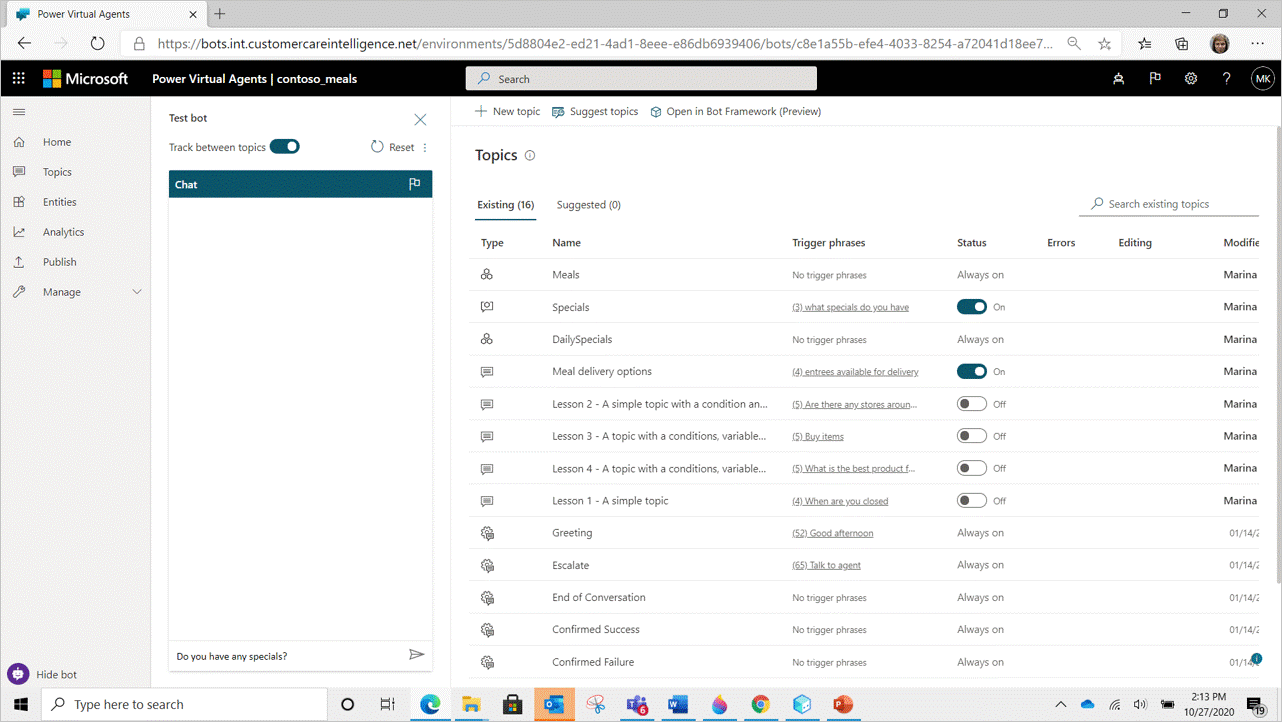 Power Virtual Agents
https://bots.int.customercareintelligence.net/environments/5d8804e2-ed21-4ad1-8eee-e86db6939406/bots/c8e1a55b-efe4-4033-8254-a72041d18ee7...
Microsoft Power Virtual Agents | contoso_meals Search MK
Home
Topics
Entities
Analytics
Publish
Manage
Hide bot
Test bot
Track between topics Reset
Chat
Do you have any specials?
New topic Suggest topics Open in Bot Framework (Preview)
Topics
Existing (16) Suggested (0) Search existing topics
Type Name Trigger phrases Status Errors Editing Modifie
Meals No trigger phrases Always on Marina
Specials (3) what specials do you have On Marina
DailySpecials No trigger phrases Always on Marina
Meal delivery options (4) entrees available for delivery On Marina
Lesson 2 - A simple topic with a condition an... (5) Are there any stores aroun... Off Marina
Lesson 3 - A topic with a conditions, variable... (5) Buy items Off Marina
Lesson 4 - A topic with a conditions, variable... (5) What is the best product f... Off Marina
Lesson 1 - A simple topic (4) When are you closed Off Marina
Greeting (52) Good afternoon Always on 01/14/2
Escalate (65) Talk to agent Always on 01/14/2
End of Conversation No trigger phrases Always on 01/14/2
Confirmed Success No trigger phrases Always on 01/14/2
Confirmed Failure No trigger phrases Always on 01/14/
Type here to search
6
2:13 PM
10/27/2020
19